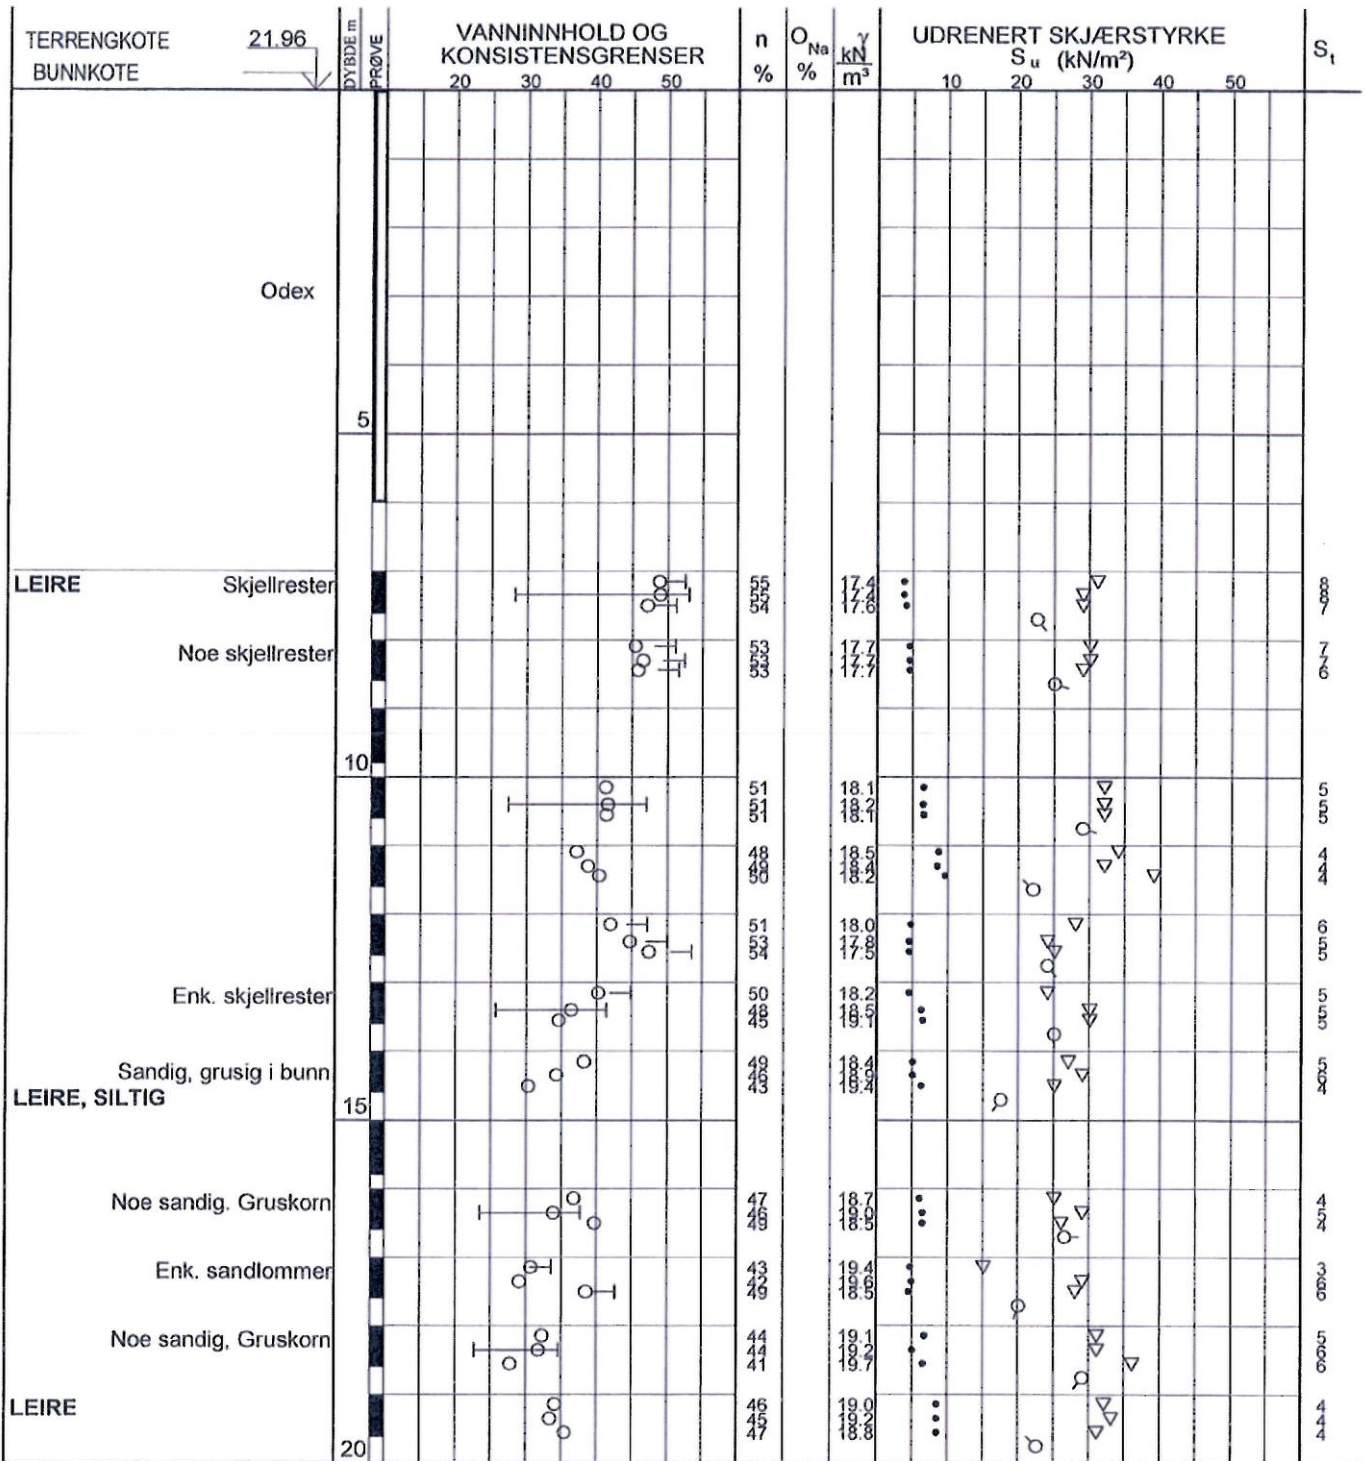 TERRENGKOTE 21.96
BUNNKOTE
DYBDE m
PRØVE
VANNINNHOLD OG
KONSISTENSGRENSER
20 30 40 50
n
%
O Na
%
γ
kN
m³
UDRENERT SKJÆRSTYRKE
S u (kN/m²)
10 20 30 40 50
S t
Odex
5
LEIRE Skjellrester 55 17.4 8
55 17.4 8
54 17.6 7
Noe skjellrester 53 17.7 7
53 17.7 7
53 17.7 6
10
51 18.1 5
51 18.2 5
51 18.1 5
48 18.5 4
49 18.4 4
50 18.2 4
51 18.0 6
53 17.8 5
54 17.5 5
Enk. skjellrester 50 18.2 5
48 18.5 5
45 19.1 5
Sandig, grusig i bunn 49 18.4 5
46 18.9 6
43 19.4 4
LEIRE, SILTIG
15
Noe sandig. Gruskorn 47 18.7 4
46 19.0 5
49 18.5 4
Enk. sandlommer 43 19.4 3
42 19.6 6
49 18.5 6
Noe sandig, Gruskorn 44 19.1 5
44 19.2 6
41 19.7 6
LEIRE 46 19.0 4
45 19.2 4
47 18.8 4
20